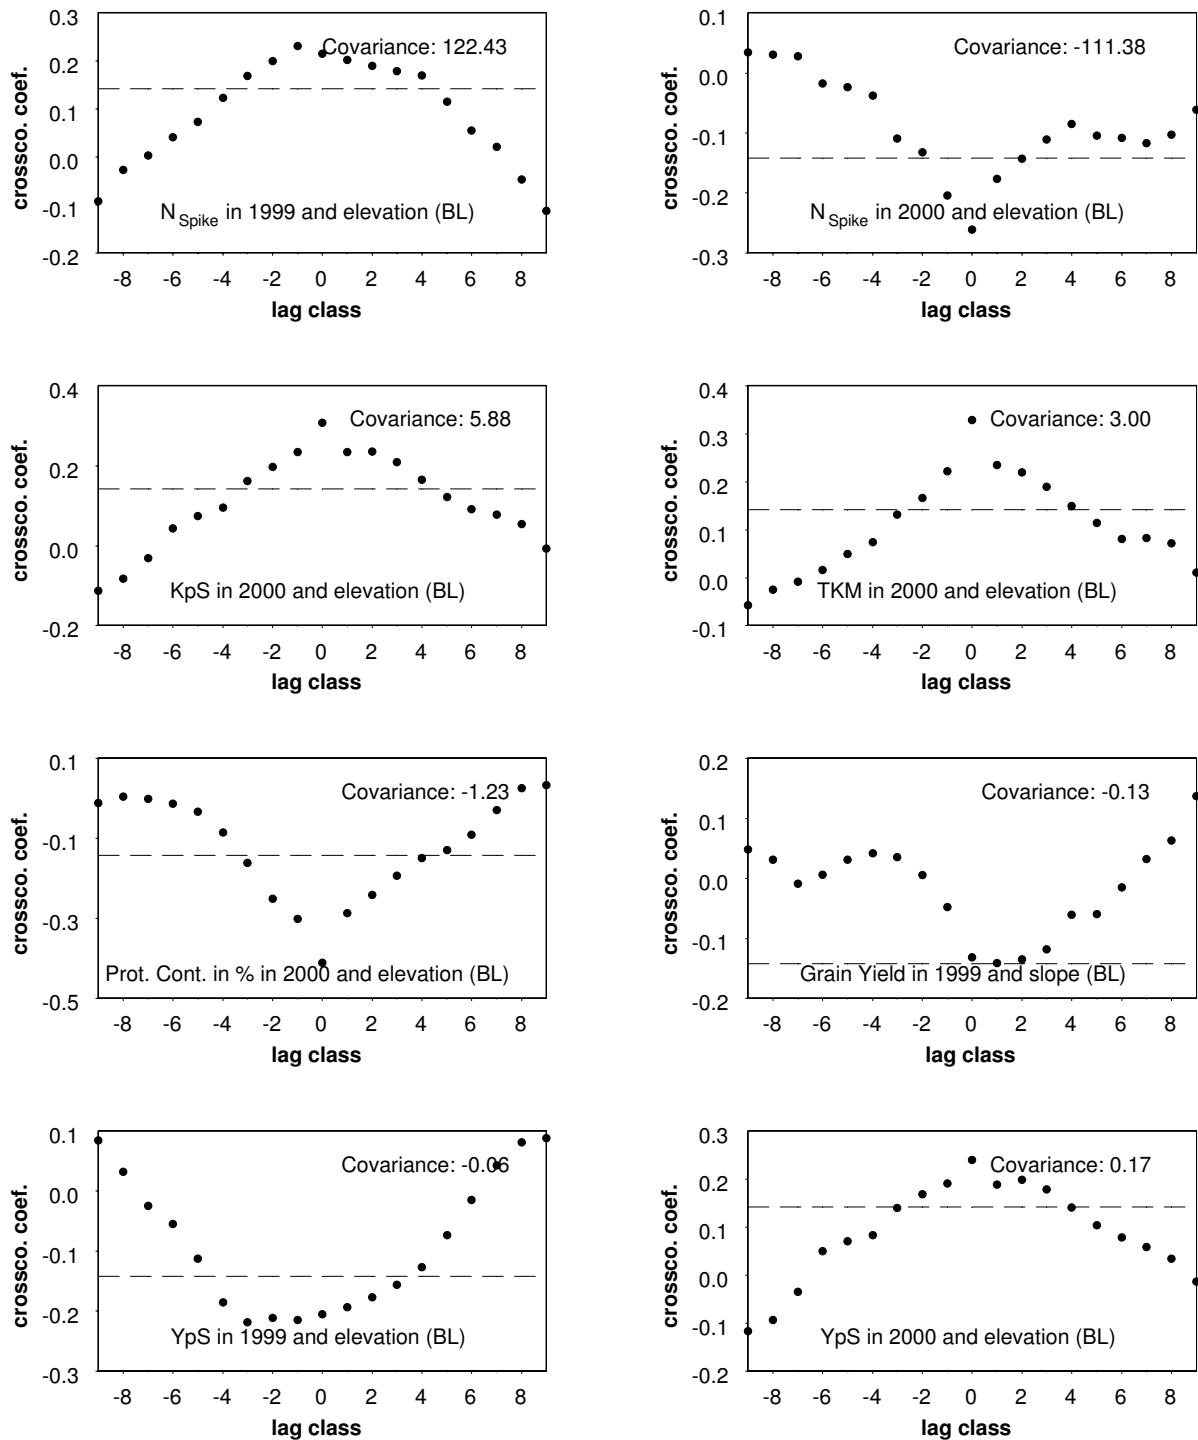 0.3
0.2
0.1
0.0
-0.1
-0.2
crossco. coef.
Covariance: 122.43
NSpike in 1999 and elevation (BL)
-8 -6 -4 -2 0 2 4 6 8
lag class
0.1
0.0
-0.1
-0.2
-0.3
crossco. coef.
Covariance: -111.38
NSpike in 2000 and elevation (BL)
-8 -6 -4 -2 0 2 4 6 8
lag class
0.4
0.2
0.0
-0.2
crossco. coef.
Covariance: 5.88
KpS in 2000 and elevation (BL)
-8 -6 -4 -2 0 2 4 6 8
lag class
0.4
0.3
0.2
0.1
0.0
-0.1
crossco. coef.
Covariance: 3.00
TKM in 2000 and elevation (BL)
-8 -6 -4 -2 0 2 4 6 8
lag class
0.1
-0.1
-0.3
-0.5
crossco. coef.
Covariance: -1.23
Prot. Cont. in % in 2000 and elevation (BL)
-8 -6 -4 -2 0 2 4 6 8
lag class
0.2
0.1
0.0
-0.1
-0.2
crossco. coef.
Covariance: -0.13
Grain Yield in 1999 and slope (BL)
-8 -6 -4 -2 0 2 4 6 8
lag class
0.1
0.0
-0.1
-0.2
-0.3
crossco. coef.
Covariance: -0.06
YpS in 1999 and elevation (BL)
-8 -6 -4 -2 0 2 4 6 8
lag class
0.3
0.2
0.1
0.0
-0.1
-0.2
crossco. coef.
Covariance: 0.17
YpS in 2000 and elevation (BL)
-8 -6 -4 -2 0 2 4 6 8
lag class